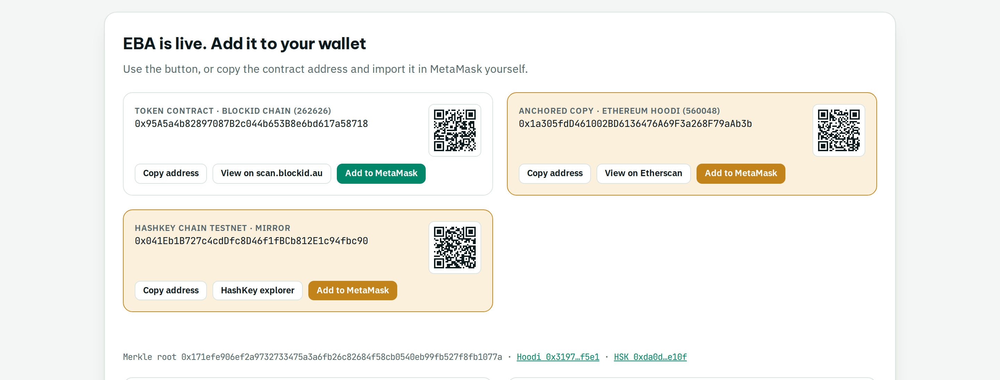 EBA is live. Add it to your wallet
Use the button, or copy the contract address and import it in MetaMask yourself.
TOKEN CONTRACT · BLOCKID CHAIN (262626)
0x95A5a4b82897087B2c044b653B8e6bd617a58718
Copy address
View on scan.blockid.au
Add to MetaMask
ANCHORED COPY · ETHEREUM HOODI (560048)
0x1a305fdD461002BD6136476A69F3a268F79aAb3b
Copy address
View on Etherscan
Add to MetaMask
HASHKEY CHAIN TESTNET · MIRROR
0x041Eb1B727c4cdDfc8D46f1fBCb812E1c94fbc90
Copy address
HashKey explorer
Add to MetaMask
Merkle root 0x171efe906ef2a9732733475a3a6fb26c82684f58cb0540eb99fb527f8fb1077a · Hoodi 0x3197…f5e1 · HSK 0xda0d…e10f